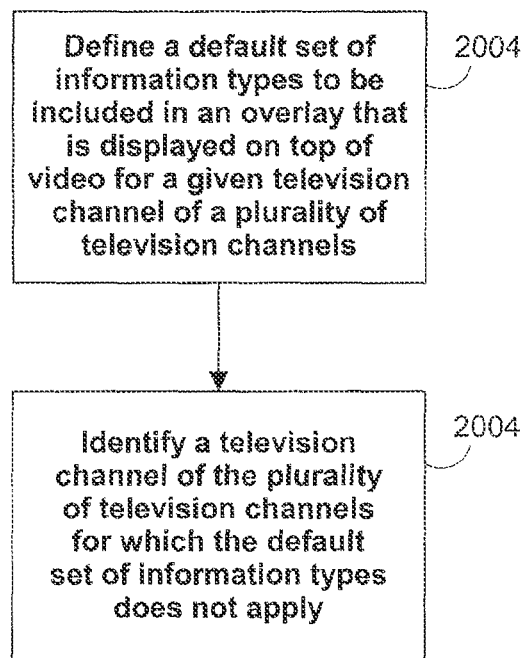 Define a default set of
information types to be
included in an overlay that
is displayed on top of
video for a given television
channel of a plurality of
television channels
2004
Identify a television
channel of the plurality
of television channels
for which the default
set of information types
does not apply
2004